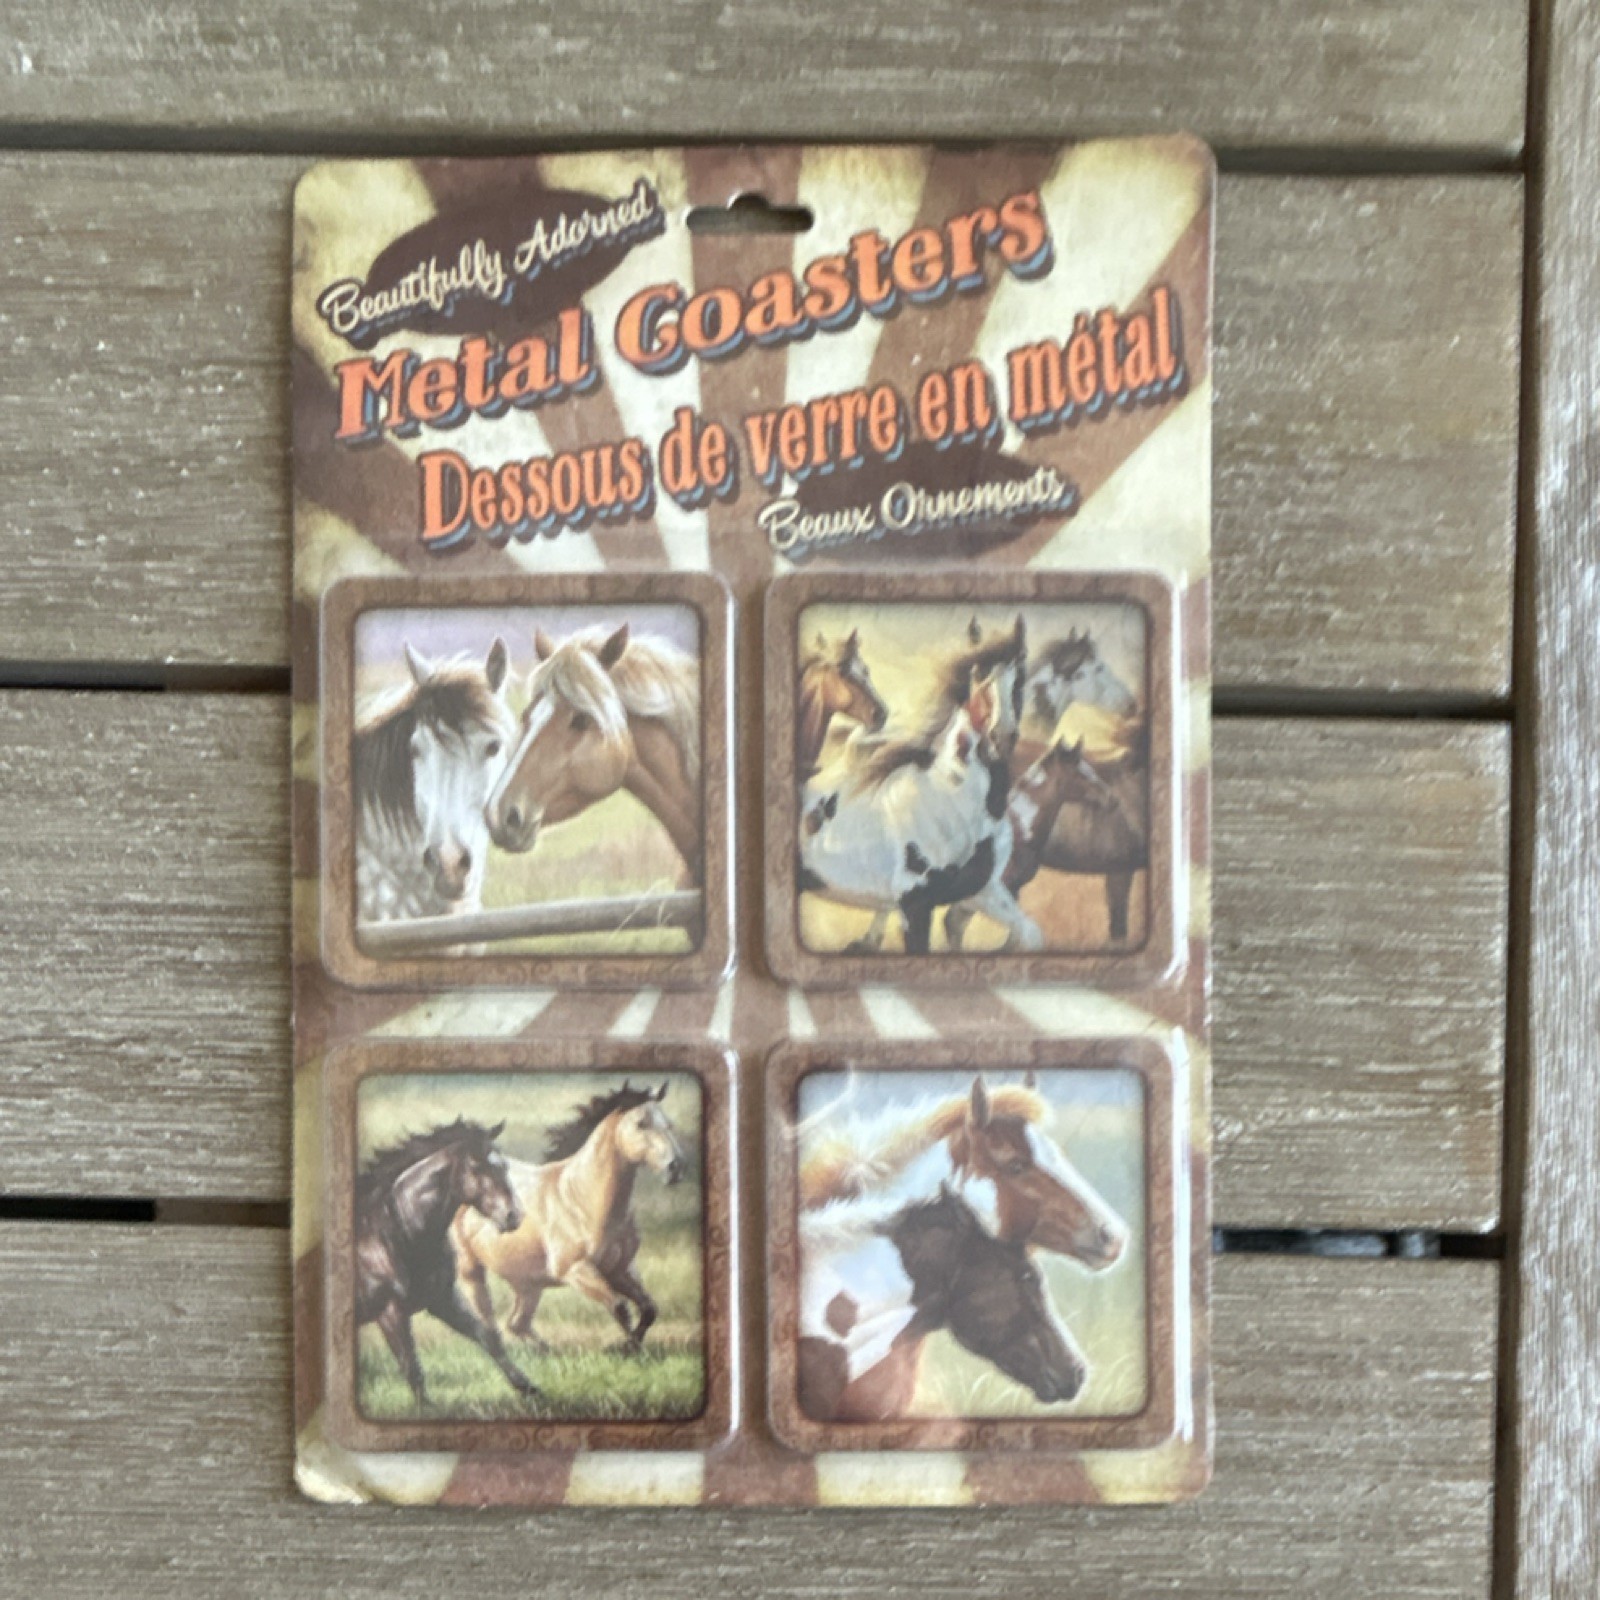 Beautifully Adorned
Metal Coasters
Dessous de verre en métal
Beaux Ornements